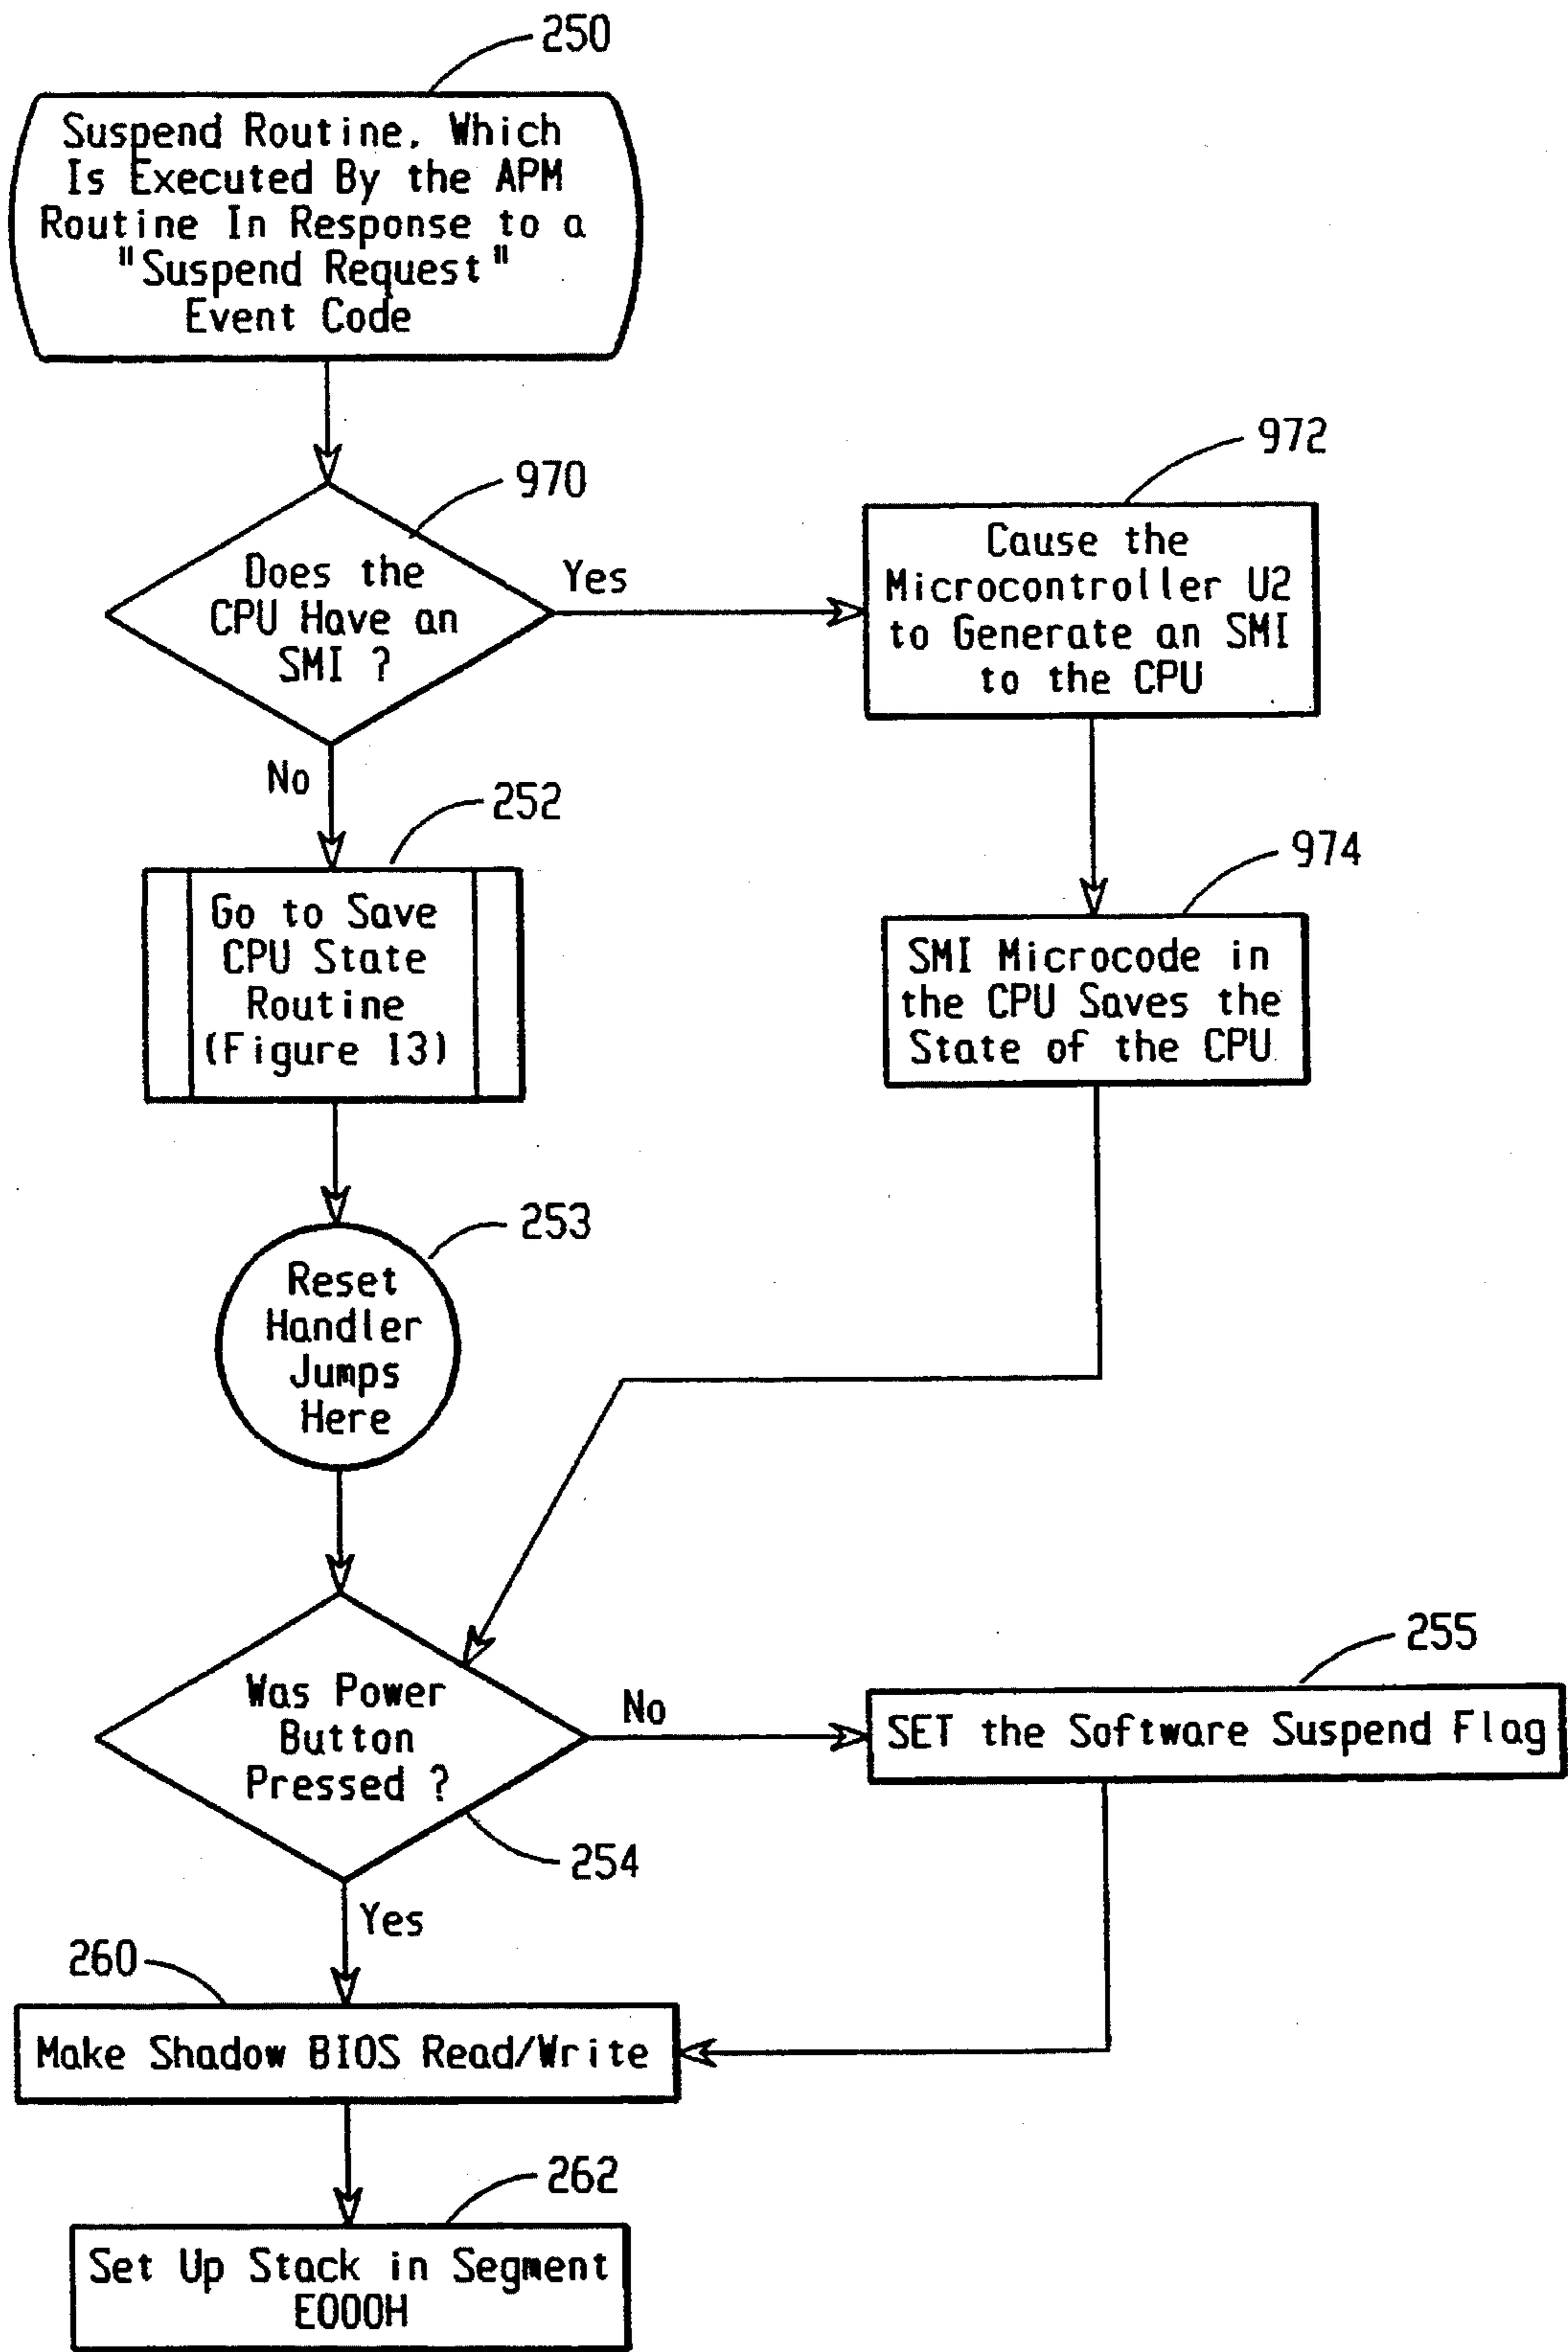 250
Suspend Routine, Which
Is Executed By the APM
Routine In Response to a
"Suspend Request"
Event Code
970
Does the
CPU Have an
SMI ?
Yes
No
972
Cause the
Microcontroller U2
to Generate an SMI
to the CPU
252
Go to Save
CPU State
Routine
(Figure 13)
974
SMI Microcode in
the CPU Saves the
State of the CPU
253
Reset
Handler
Jumps
Here
Was Power
Button
Pressed ?
254
No
Yes
255
SET the Software Suspend Flag
260
Make Shadow BIOS Read/Write
262
Set Up Stack in Segment
E000H